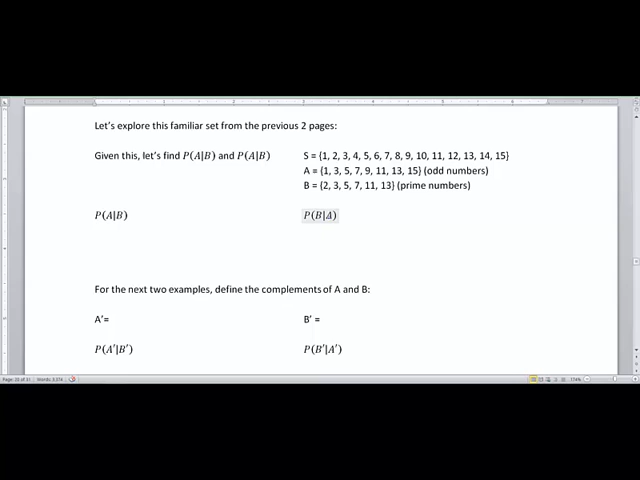 Let's explore this familiar set from the previous 2 pages:
Given this, let's find P(A|B) and P(A|B)
S = {1, 2, 3, 4, 5, 6, 7, 8, 9, 10, 11, 12, 13, 14, 15}
A = {1, 3, 5, 7, 9, 11, 13, 15} (odd numbers)
B = {2, 3, 5, 7, 11, 13} (prime numbers)
P(A|B) P(B|A)
For the next two examples, define the complements of A and B:
A'= B' =
P(A'|B') P(B'|A')
174%